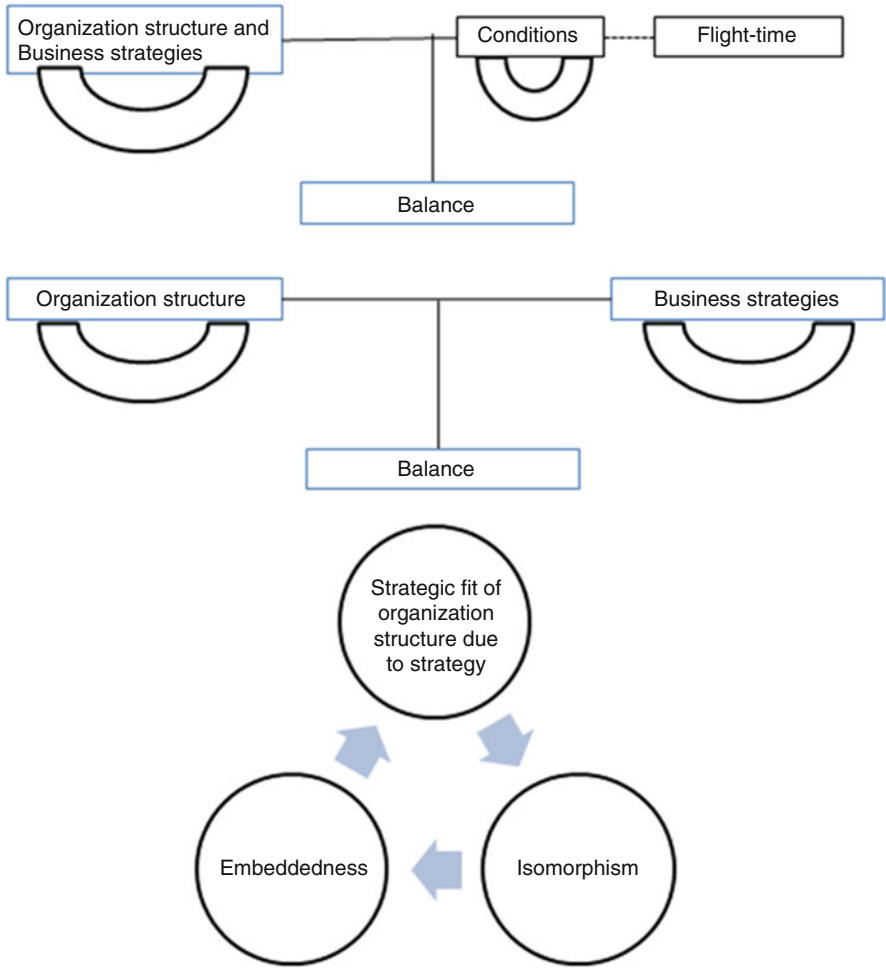 Organization structure and
Business strategies
Conditions
Flight-time
Balance
Organization structure
Business strategies
Balance
Strategic fit of
organization
structure due
to strategy
Embeddedness
Isomorphism